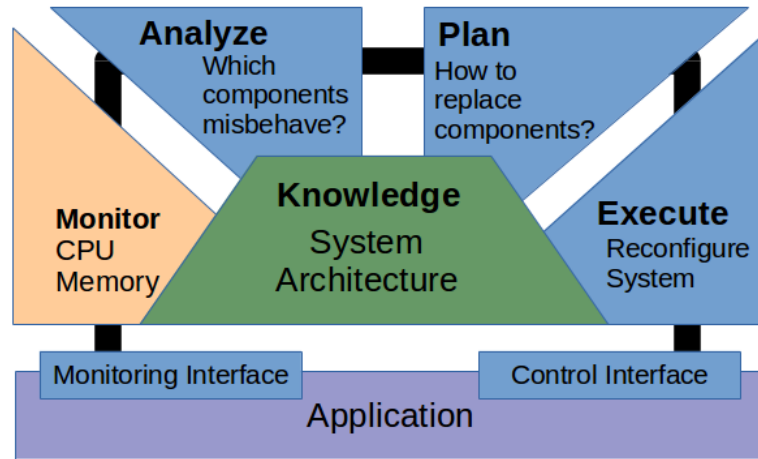 Analyze
Which
components
misbehave?
Plan
How to
replace
components?
Monitor
CPU
Memory
Knowledge
System
Architecture
Execute
Reconfigure
System
Monitoring Interface
Control Interface
Application